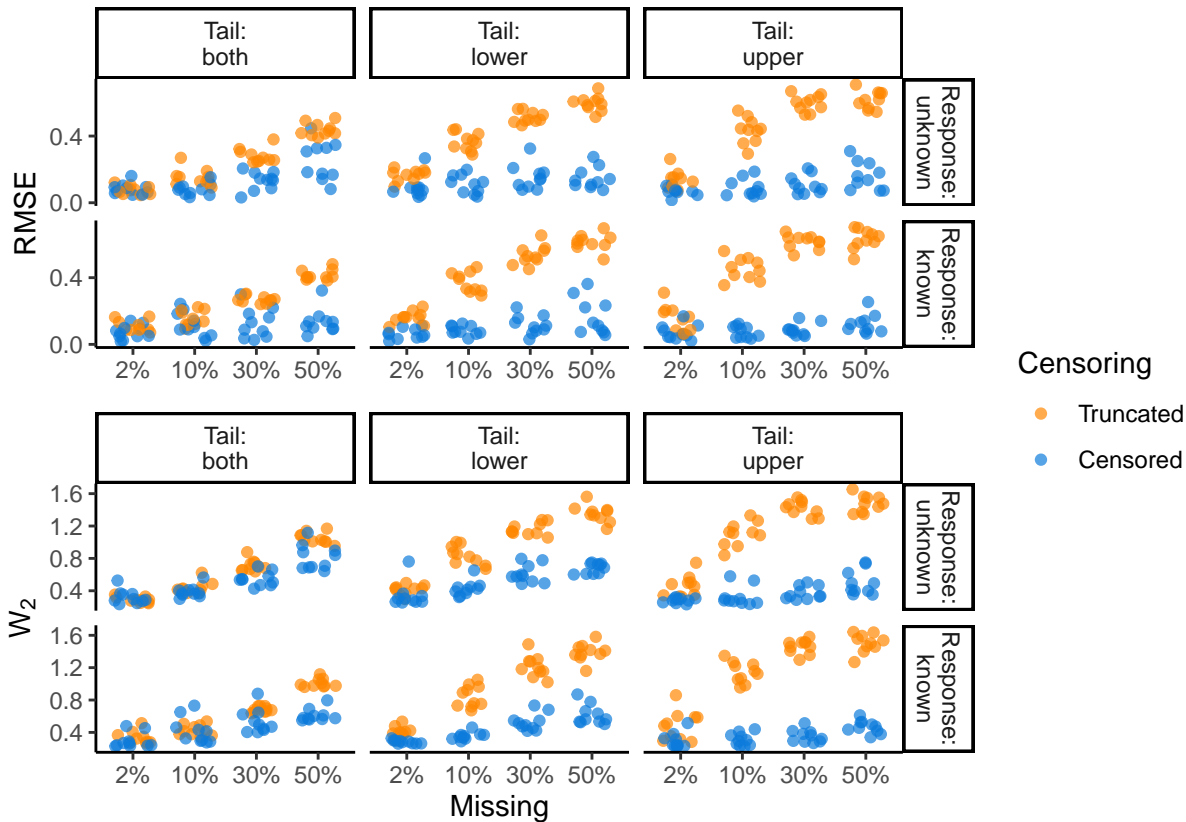 Tail:
both
Tail:
lower
Tail:
upper
RMSE
0.4
0.0
Response:
unknown
0.4
0.0
Response:
known
2%
10%
30%
50%
2%
10%
30%
50%
2%
10%
30%
50%
Censoring
Truncated
Censored
Tail:
both
Tail:
lower
Tail:
upper
W2
1.6
1.2
0.8
0.4
Response:
unknown
1.6
1.2
0.8
0.4
Response:
known
2%
10%
30%
50%
2%
10%
30%
50%
2%
10%
30%
50%
Missing